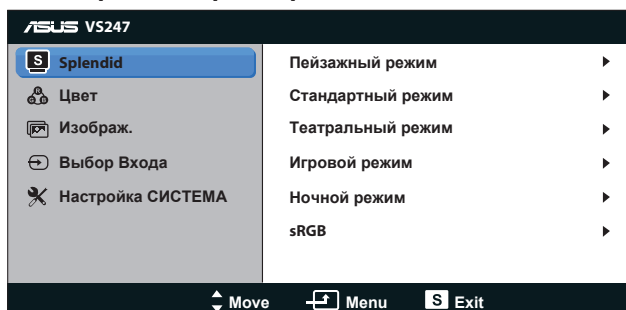 ASUS VS247
S Splendid
Цвет
Изображ.
Выбор Входа
Настройка СИСТЕМА
Пейзажный режим
Стандартный режим
Театральный режим
Игровой режим
Ночной режим
sRGB
Move Menu S Exit